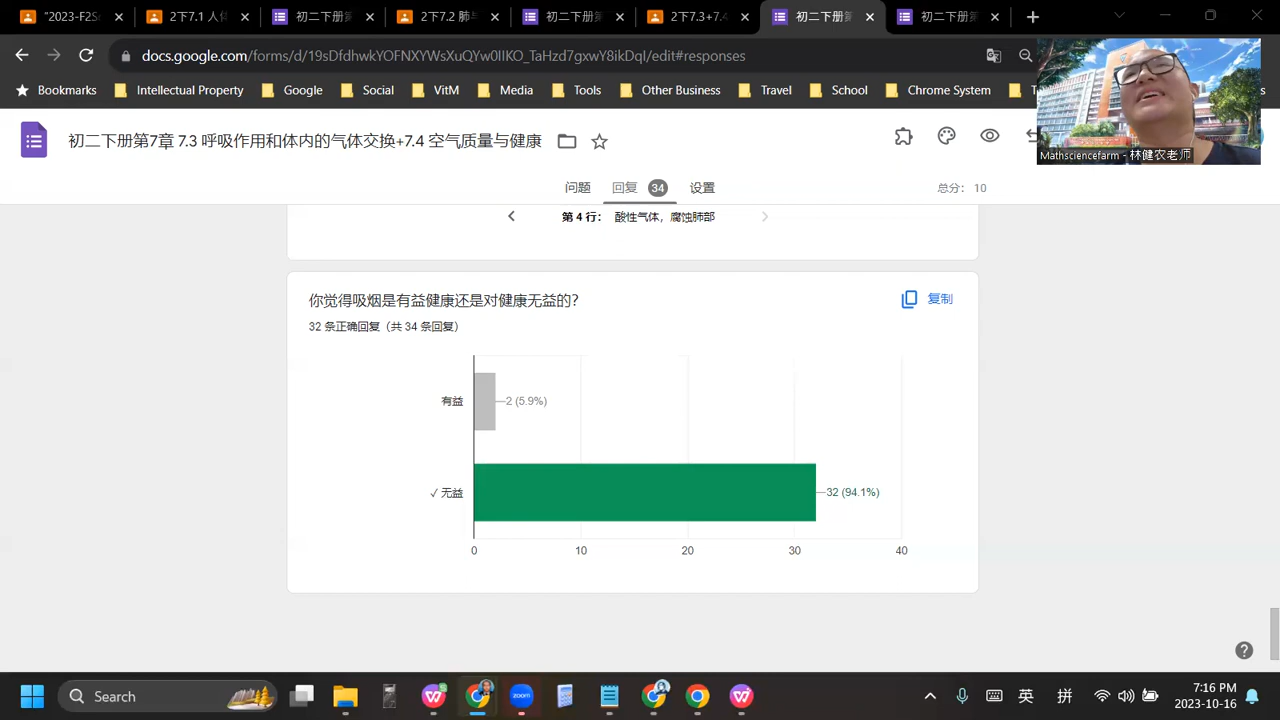 "2023-F2Sc
2下7.1 人体
初二下册第
2下7.2 肺与
初二下册第
2下7.3+7.4
初二下册第
初二下册第
docs.google.com/forms/d/
/edit#responses
Bookmarks
Intellectual Property
Google
VitM
Media
Tools
Other Business
Travel
School
Chrome System
初二下册第7章 7.3 呼吸作用和体内的气体交换+7.4 空气质量与健康
Mathsciencefarm - 林健农老师
问题
回复 34
设置
总分： 10
第 4 行： 酸性气体，腐蚀肺部
你觉得吸烟是有益健康还是对健康无益的？
复制
32 条正确回复（共 34 条回复）
有益
2 (5.9%)
✓ 无益
32 (94.1%)
0 10 20 30 40
Search
zoom
英
拼
7:16 PM
2023-10-16